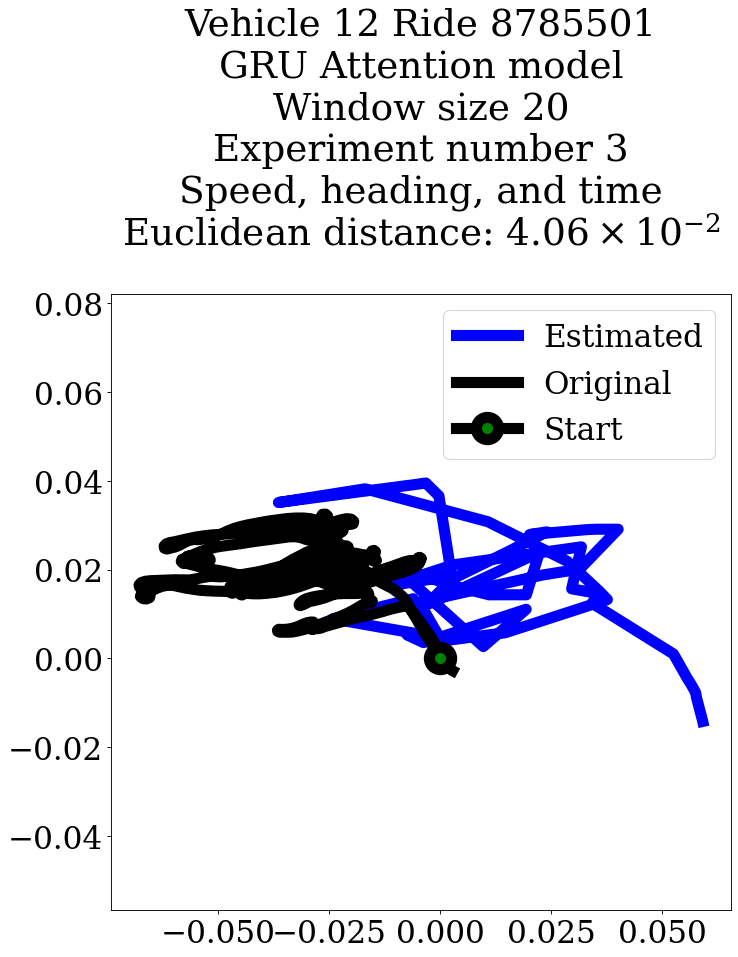 Vehicle 12 Ride 8785501
GRU Attention model
Window size 20
Experiment number 3
Speed, heading, and time
Euclidean distance: 4.06 × 10⁻²
Estimated
Original
Start
0.08
0.06
0.04
0.02
0.00
−0.02
−0.04
−0.050 −0.025 0.000 0.025 0.050